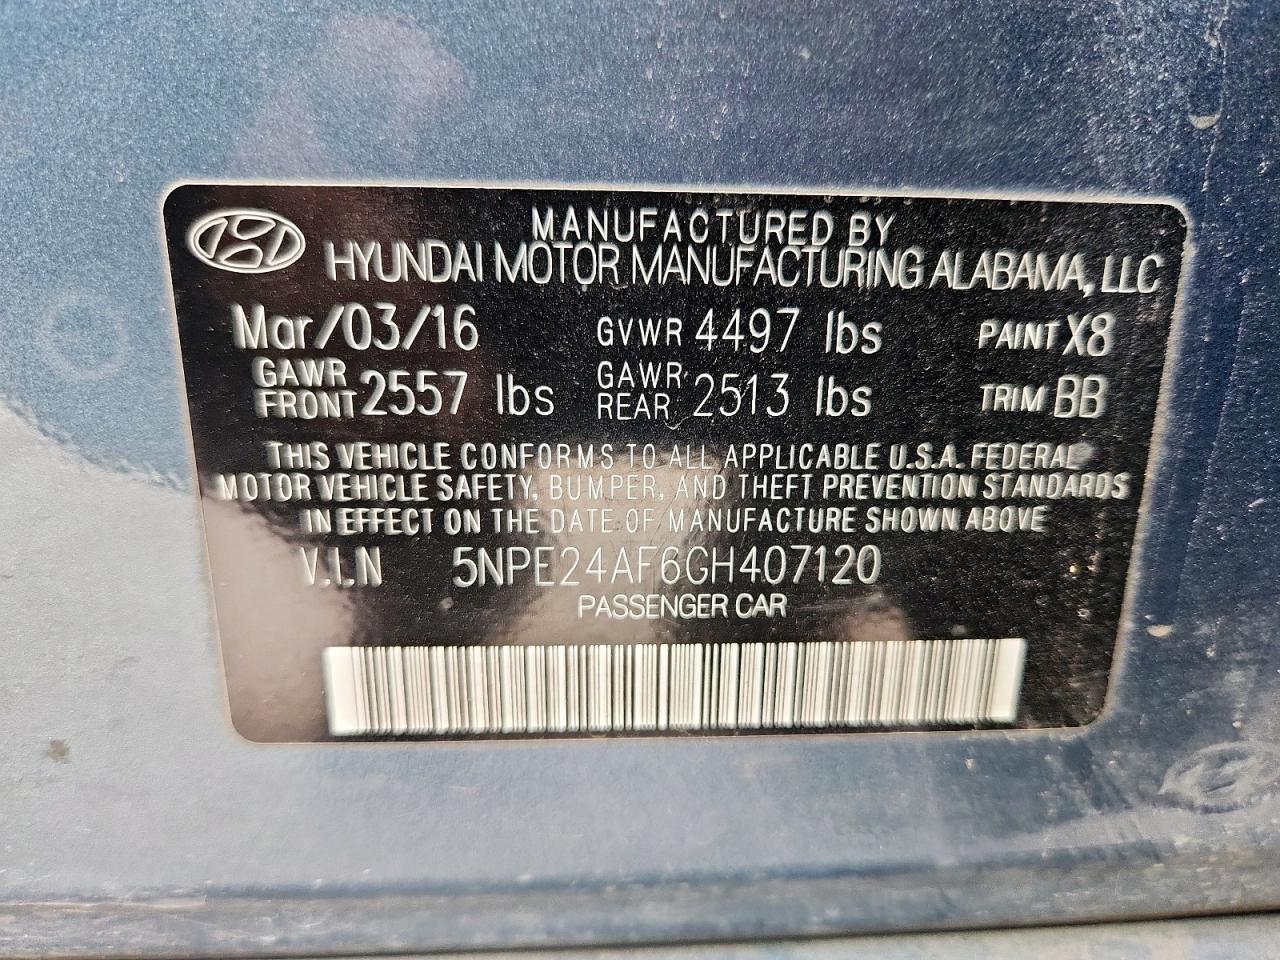 MANUFACTURED BY
HYUNDAI MOTOR MANUFACTURING ALABAMA, LLC
Mar/03/16 GVWR 4497 lbs PAINT X8
GAWR FRONT 2557 lbs GAWR REAR 2513 lbs TRIM BB
THIS VEHICLE CONFORMS TO ALL APPLICABLE U.S.A. FEDERAL
MOTOR VEHICLE SAFETY, BUMPER, AND THEFT PREVENTION STANDARDS
IN EFFECT ON THE DATE OF MANUFACTURE SHOWN ABOVE
V.I.N 5NPE24AF6GH407120
PASSENGER CAR